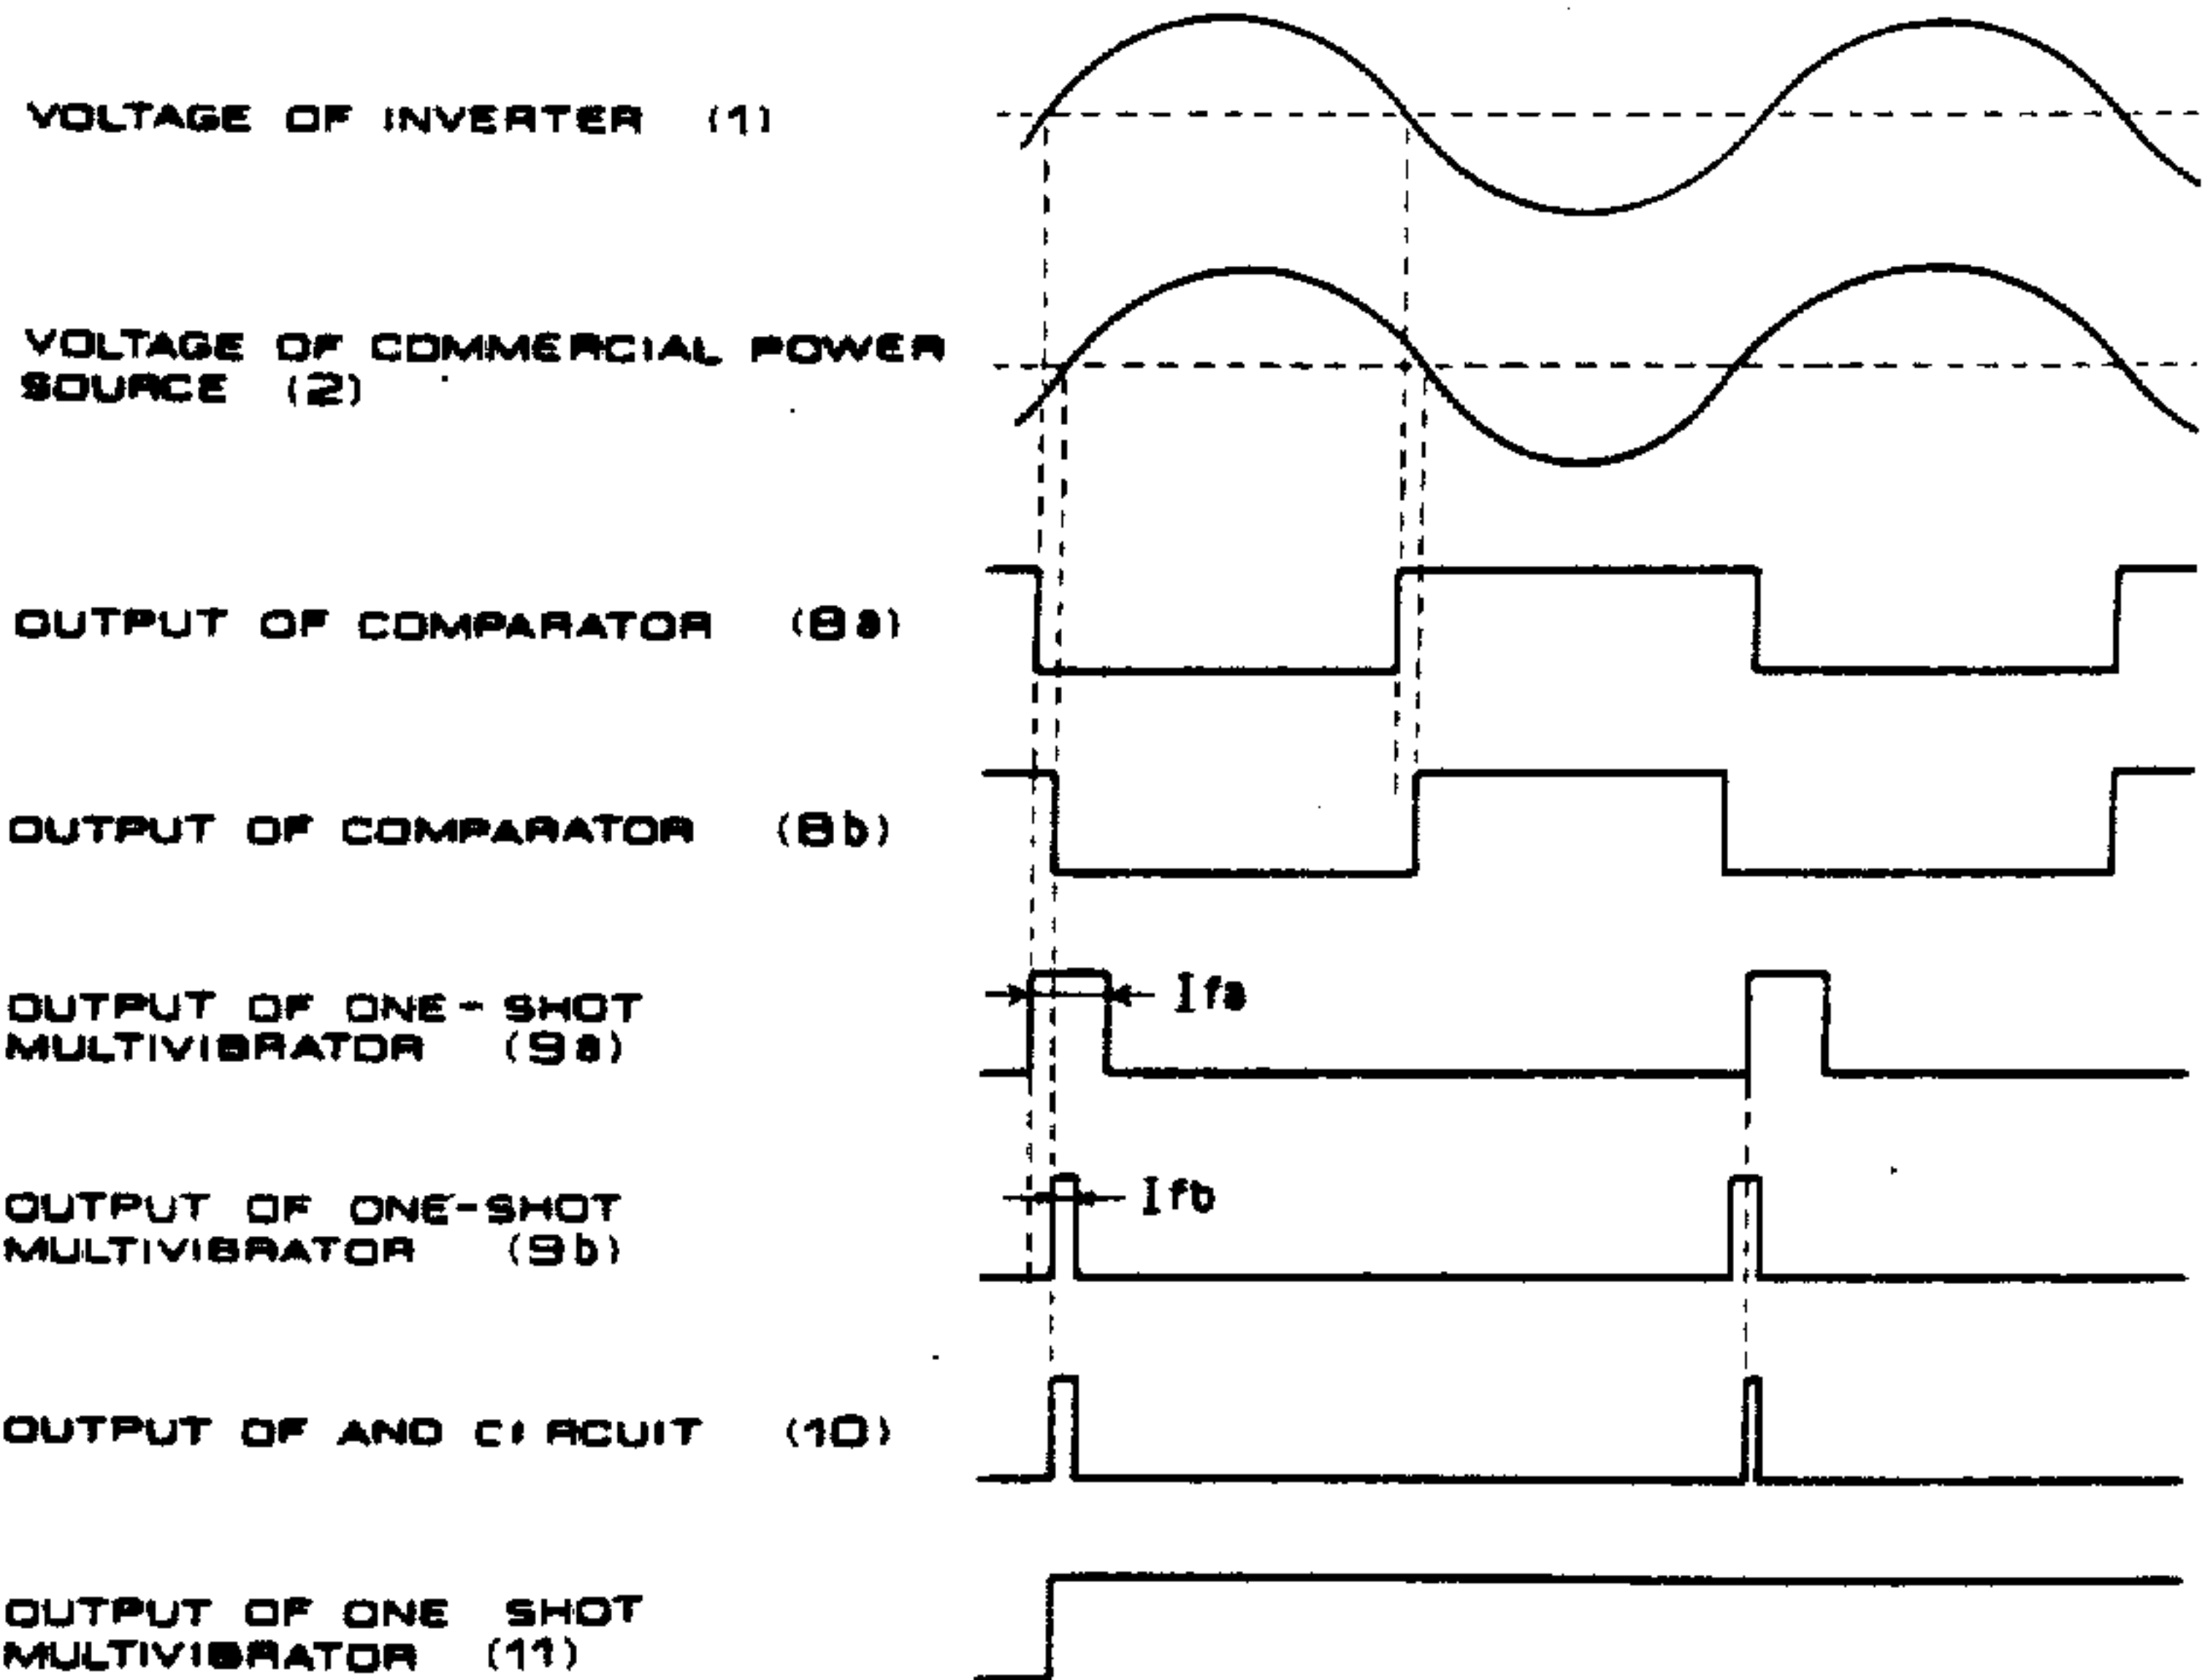 VOLTAGE OF INVERTER (1)
VOLTAGE OF COMMERCIAL POWER
SOURCE (2)
OUTPUT OF COMPARATOR (8a)
OUTPUT OF COMPARATOR (8b)
OUTPUT OF ONE-SHOT
MULTIVIBRATOR (9a)
Ifa
OUTPUT OF ONE-SHOT
MULTIVIBRATOR (9b)
Ifb
OUTPUT OF AND CIRCUIT (10)
OUTPUT OF ONE SHOT
MULTIVIBRATOR (11)